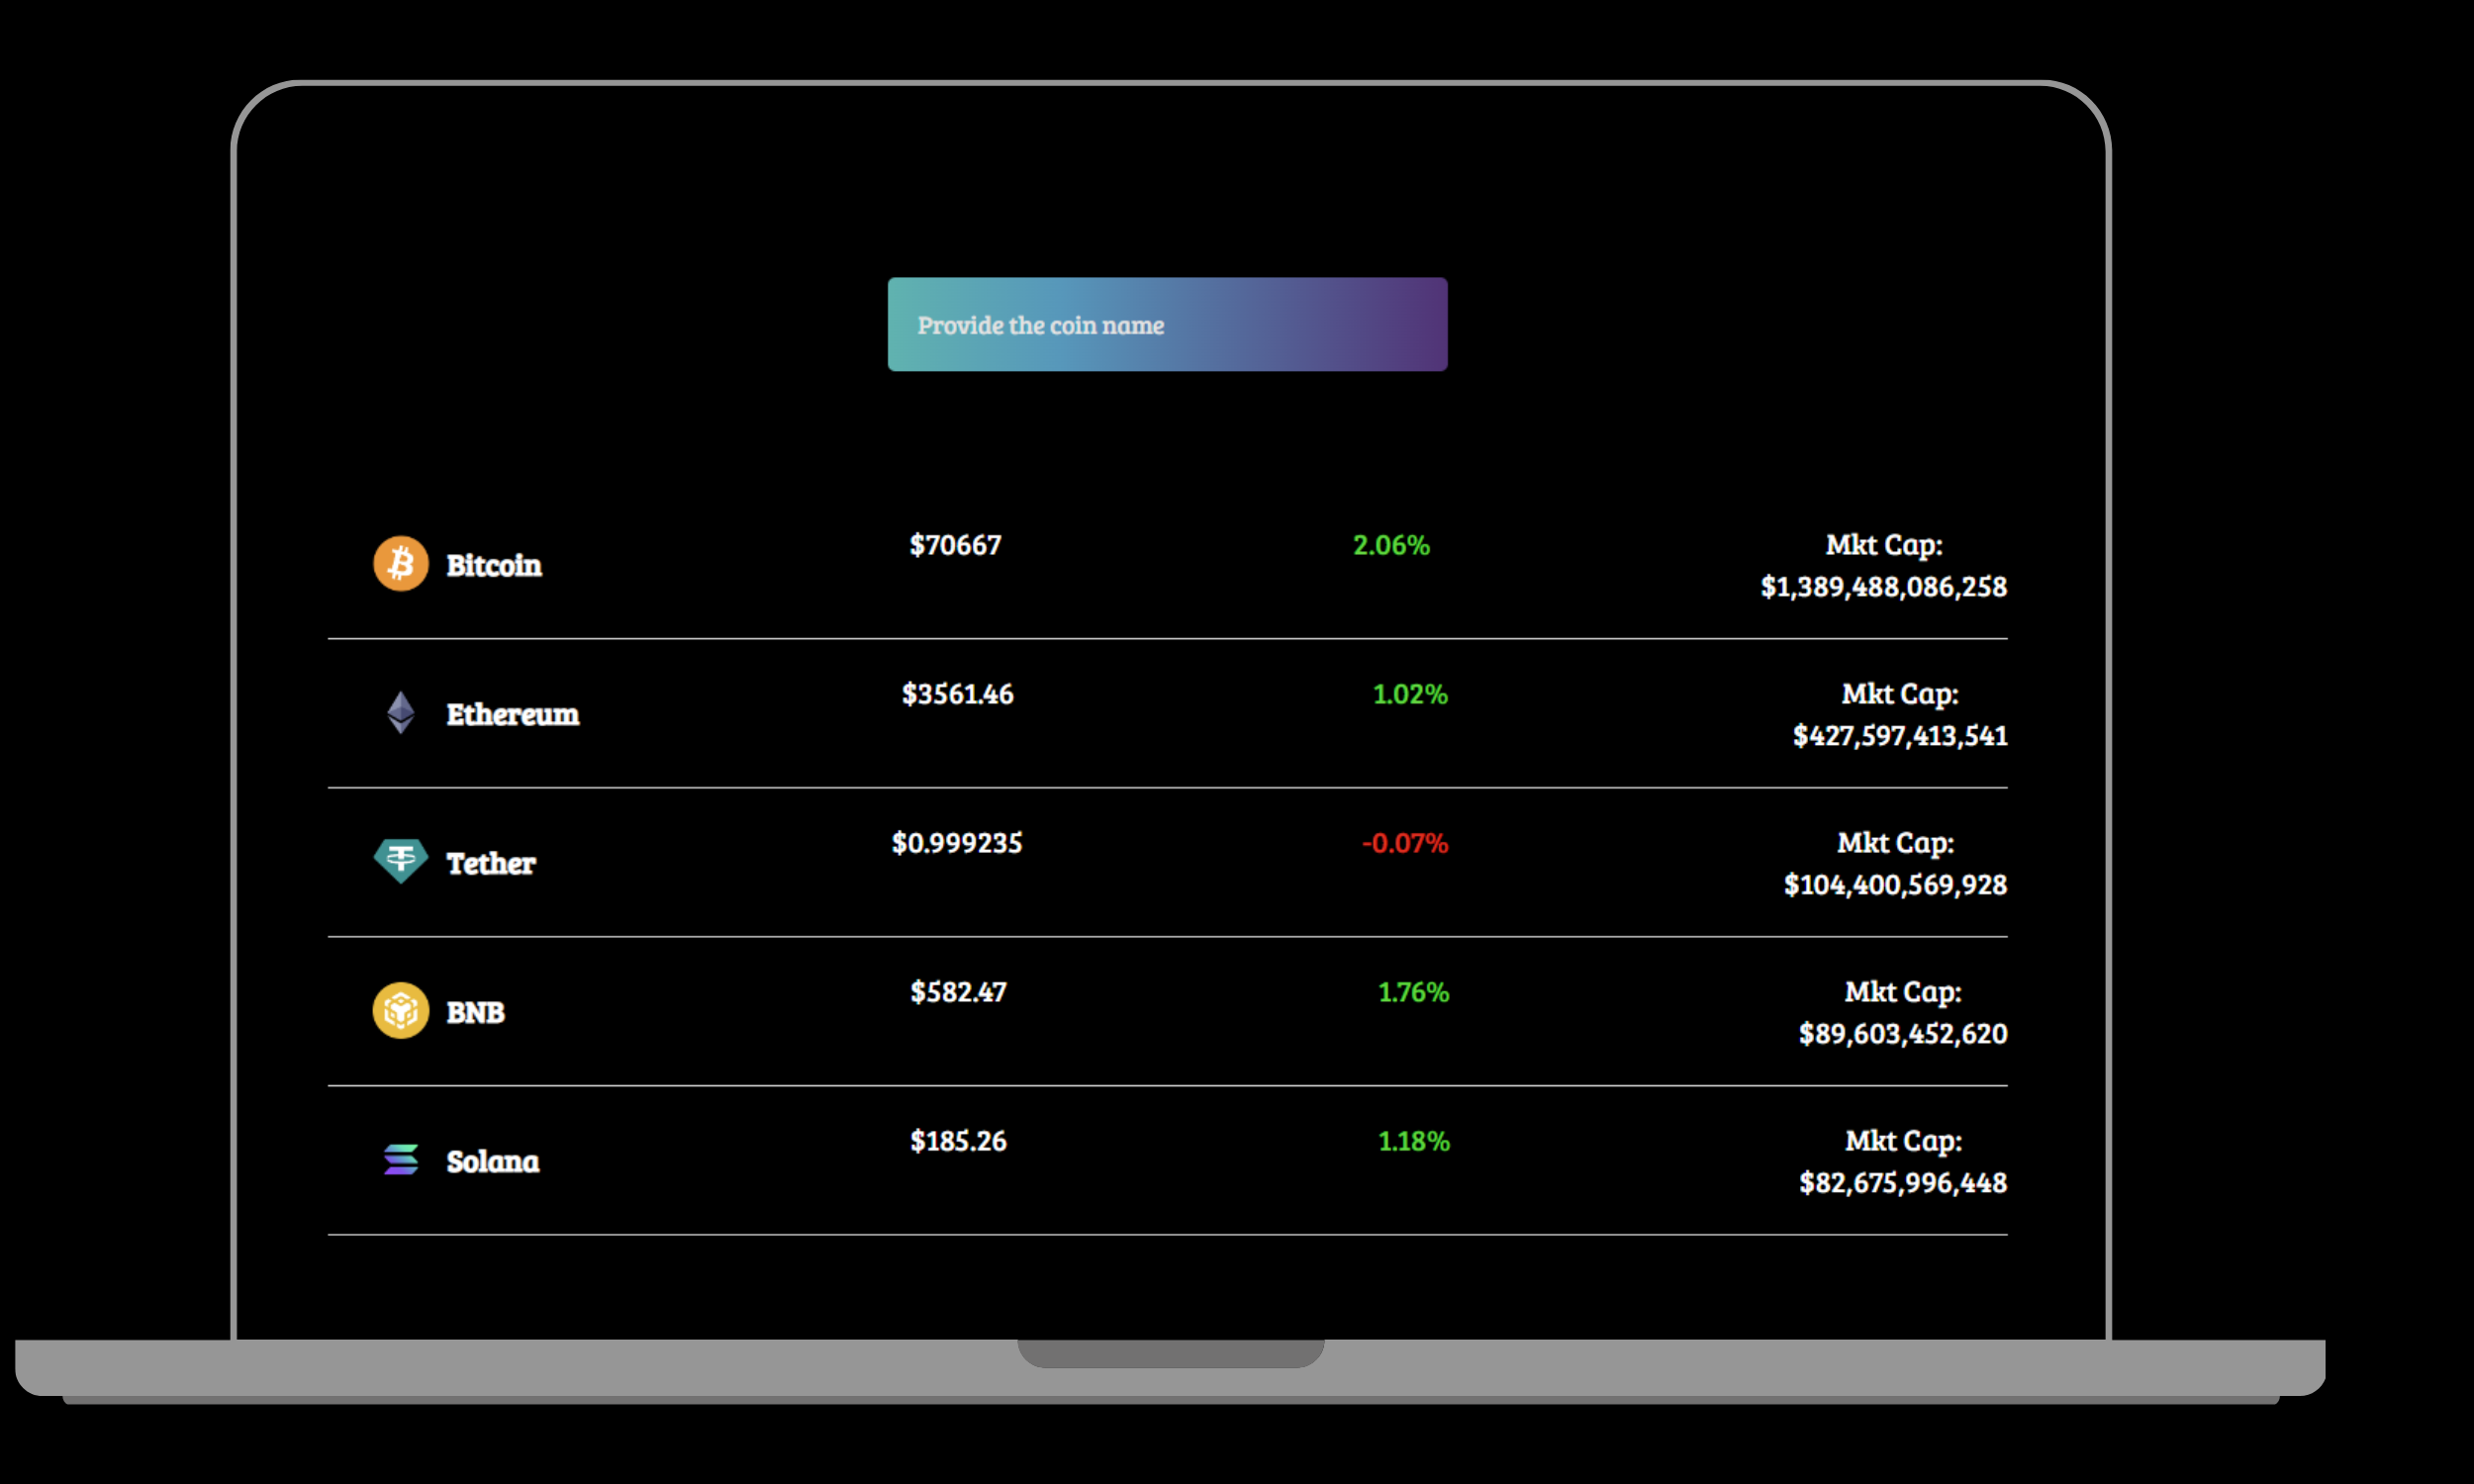 Provide the coin name
Bitcoin $70667 2.06% Mkt Cap:
$1,389,488,086,258
Ethereum $3561.46 1.02% Mkt Cap:
$427,597,413,541
Tether $0.999235 -0.07% Mkt Cap:
$104,400,569,928
BNB $582.47 1.76% Mkt Cap:
$89,603,452,620
Solana $185.26 1.18% Mkt Cap:
$82,675,996,448